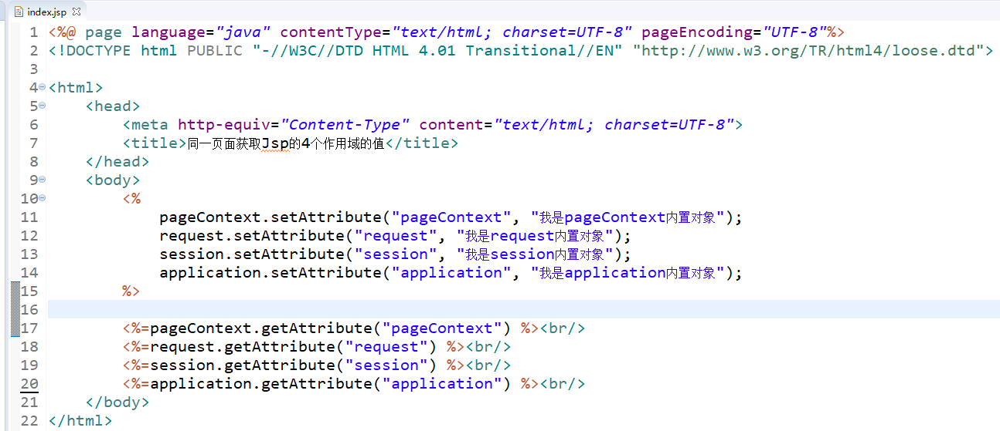 index.jsp
1 <%@ page language="java" contentType="text/html; charset=UTF-8" pageEncoding="UTF-8"%>
2 <!DOCTYPE html PUBLIC "-//W3C//DTD HTML 4.01 Transitional//EN" "http://www.w3.org/TR/html4/loose.dtd">
3
4 <html>
5     <head>
6         <meta http-equiv="Content-Type" content="text/html; charset=UTF-8">
7         <title>同一页面获取Jsp的4个作用域的值</title>
8     </head>
9     <body>
10         <%
11             pageContext.setAttribute("pageContext", "我是pageContext内置对象");
12             request.setAttribute("request", "我是request内置对象");
13             session.setAttribute("session", "我是session内置对象");
14             application.setAttribute("application", "我是application内置对象");
15         %>
16
17         <%=pageContext.getAttribute("pageContext") %><br/>
18         <%=request.getAttribute("request") %><br/>
19         <%=session.getAttribute("session") %><br/>
20         <%=application.getAttribute("application") %><br/>
21     </body>
22 </html>